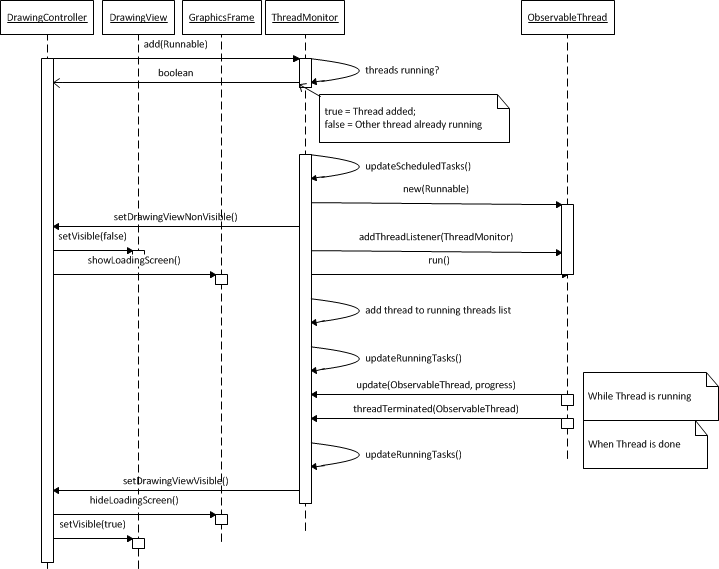 DrawingController
DrawingView
GraphicsFrame
ThreadMonitor
ObservableThread
add(Runnable)
threads running?
boolean
true = Thread added;
false = Other thread already running
updateScheduledTasks()
new(Runnable)
setDrawingViewNonVisible()
setVisible(false)
addThreadListener(ThreadMonitor)
showLoadingScreen()
run()
add thread to running threads list
updateRunningTasks()
update(ObservableThread, progress)
While Thread is running
threadTerminated(ObservableThread)
When Thread is done
updateRunningTasks()
setDrawingViewVisible()
hideLoadingScreen()
setVisible(true)